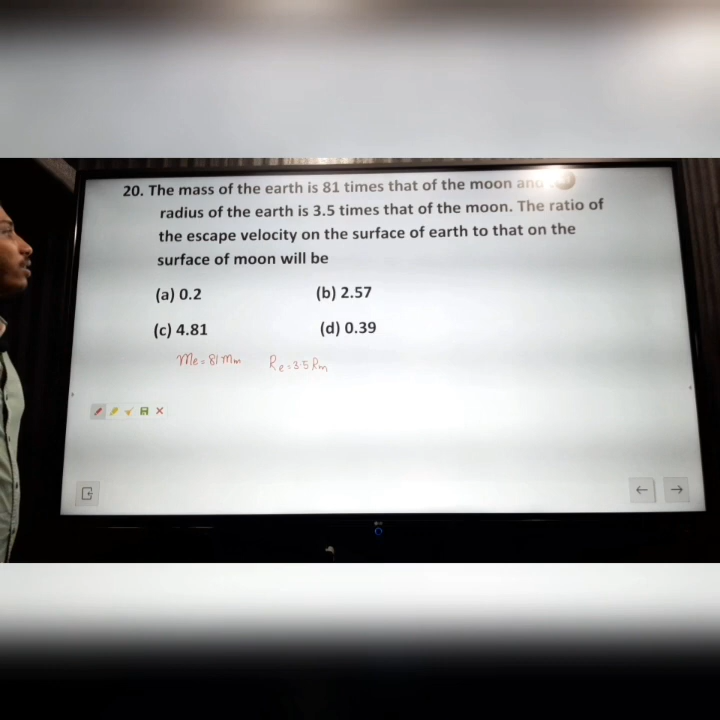 20. The mass of the earth is 81 times that of the moon and
radius of the earth is 3.5 times that of the moon. The ratio of
the escape velocity on the surface of earth to that on the
surface of moon will be
(a) 0.2 (b) 2.57
(c) 4.81 (d) 0.39
Me = 81 Mm Re = 3.5 Rm